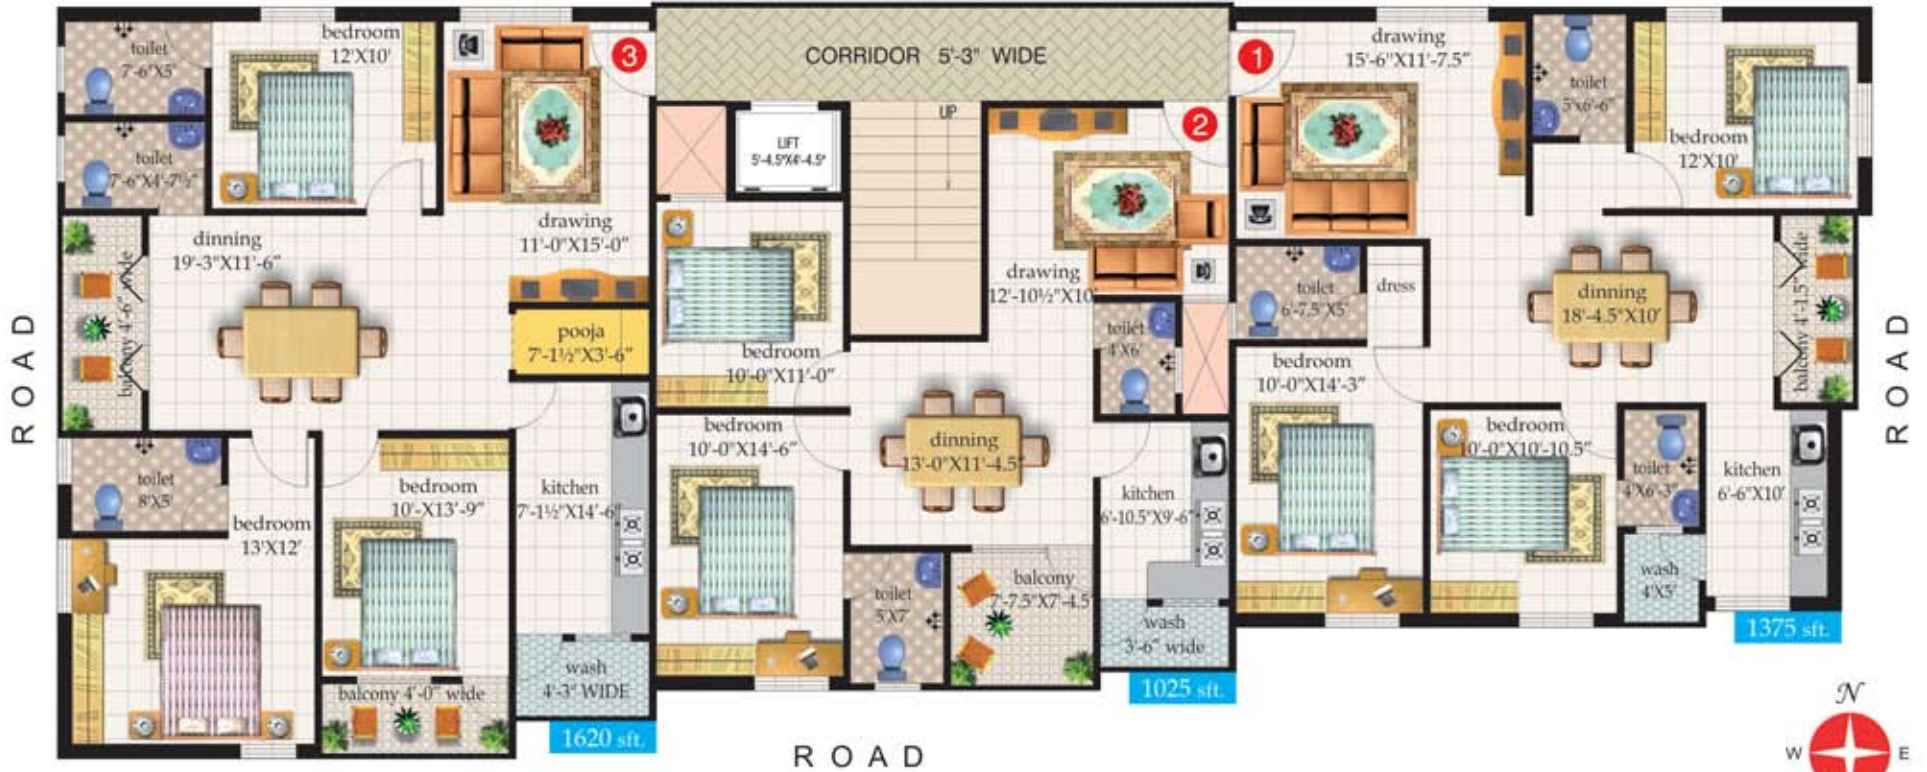 toilet
7'-6"X5'
bedroom
12'X10'
3
CORRIDOR 5'-3" WIDE
1
drawing
15'-6"X11'-7.5"
toilet
5'x6'-6"
bedroom
12'X10'
toilet
7'-6"X4'-7½"
LIFT
5'-4.5"X4'-4.5"
UP
2
dinning
19'-3"X11'-6"
drawing
11'-0"X15'-0"
balcony 4'-6" wide
pooja
7'-1½"X3'-6"
bedroom
10'-0"X11'-0"
drawing
12'-10½"X10'
toilet
4'X6'
toilet
6'-7.5"X5'
dress
dinning
18'-4.5"X10'
balcony 4'-1.5" wide
ROAD
ROAD
bedroom
10'-0"X14'-3"
toilet
8'X5'
bedroom
13'X12'
bedroom
10'-X13'-9"
kitchen
7'-1½"X14'-6"
bedroom
10'-0"X14'-6"
dinning
13'-0"X11'-4.5"
kitchen
6'-10.5"X9'-6"
bedroom
10'-0"X10'-10.5"
toilet
4'X6'-3"
kitchen
6'-6"X10'
wash
4'X5'
toilet
5'X7'
balcony
7'-7.5"X7'-4.5"
wash
3'-6" wide
wash
4'-3" WIDE
balcony 4'-0" wide
1375 sft.
1025 sft.
1620 sft.
ROAD
N
W
E